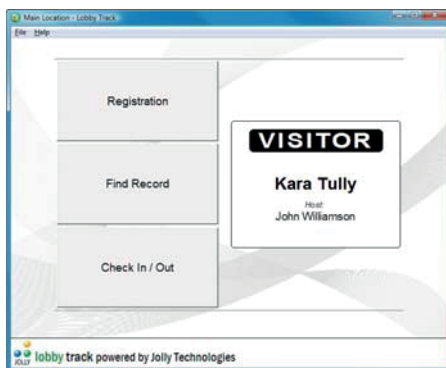 Main Location - Lobby Track
File Help
Registration
Find Record
Check In / Out
VISITOR
Kara Tully
Host:
John Williamson
JOLLY
lobby track powered by Jolly Technologies